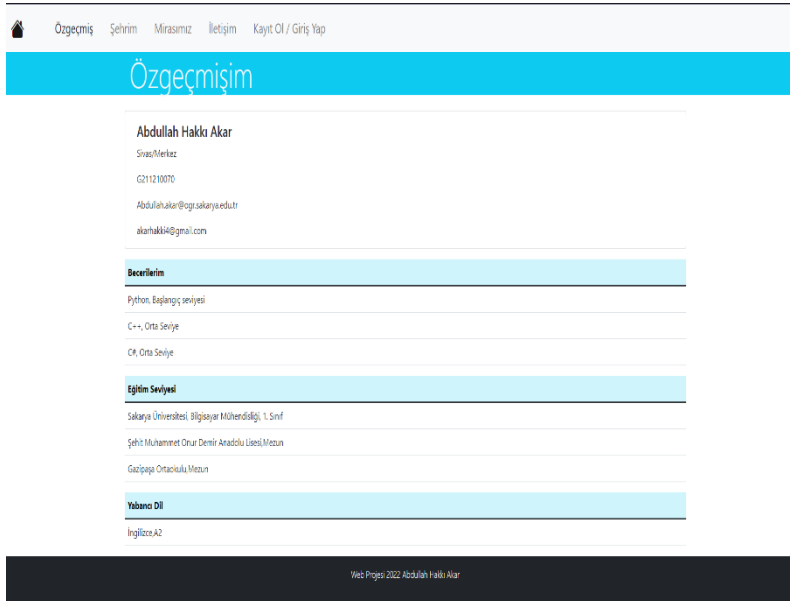 Özgeçmiş Şehrim Mirasımız İletişim Kayıt Ol / Giriş Yap
Özgeçmişim
Abdullah Hakkı Akar
Sivas/Merkez
G211210070
Abdullah.akar@ogr.sakarya.edu.tr
akarhakki4@gmail.com
Becerilerim
Python, Başlangıç seviyesi
C++, Orta Seviye
C#, Orta Seviye
Eğitim Seviyesi
Sakarya Üniversitesi, Bilgisayar Mühendisliği, 1. Sınıf
Şehit Muhammet Onur Demir Anadolu Lisesi,Mezun
Gazipaşa Ortaokulu,Mezun
Yabancı Dil
İngilizce,A2
Web Projesi 2022 Abdullah Hakkı Akar